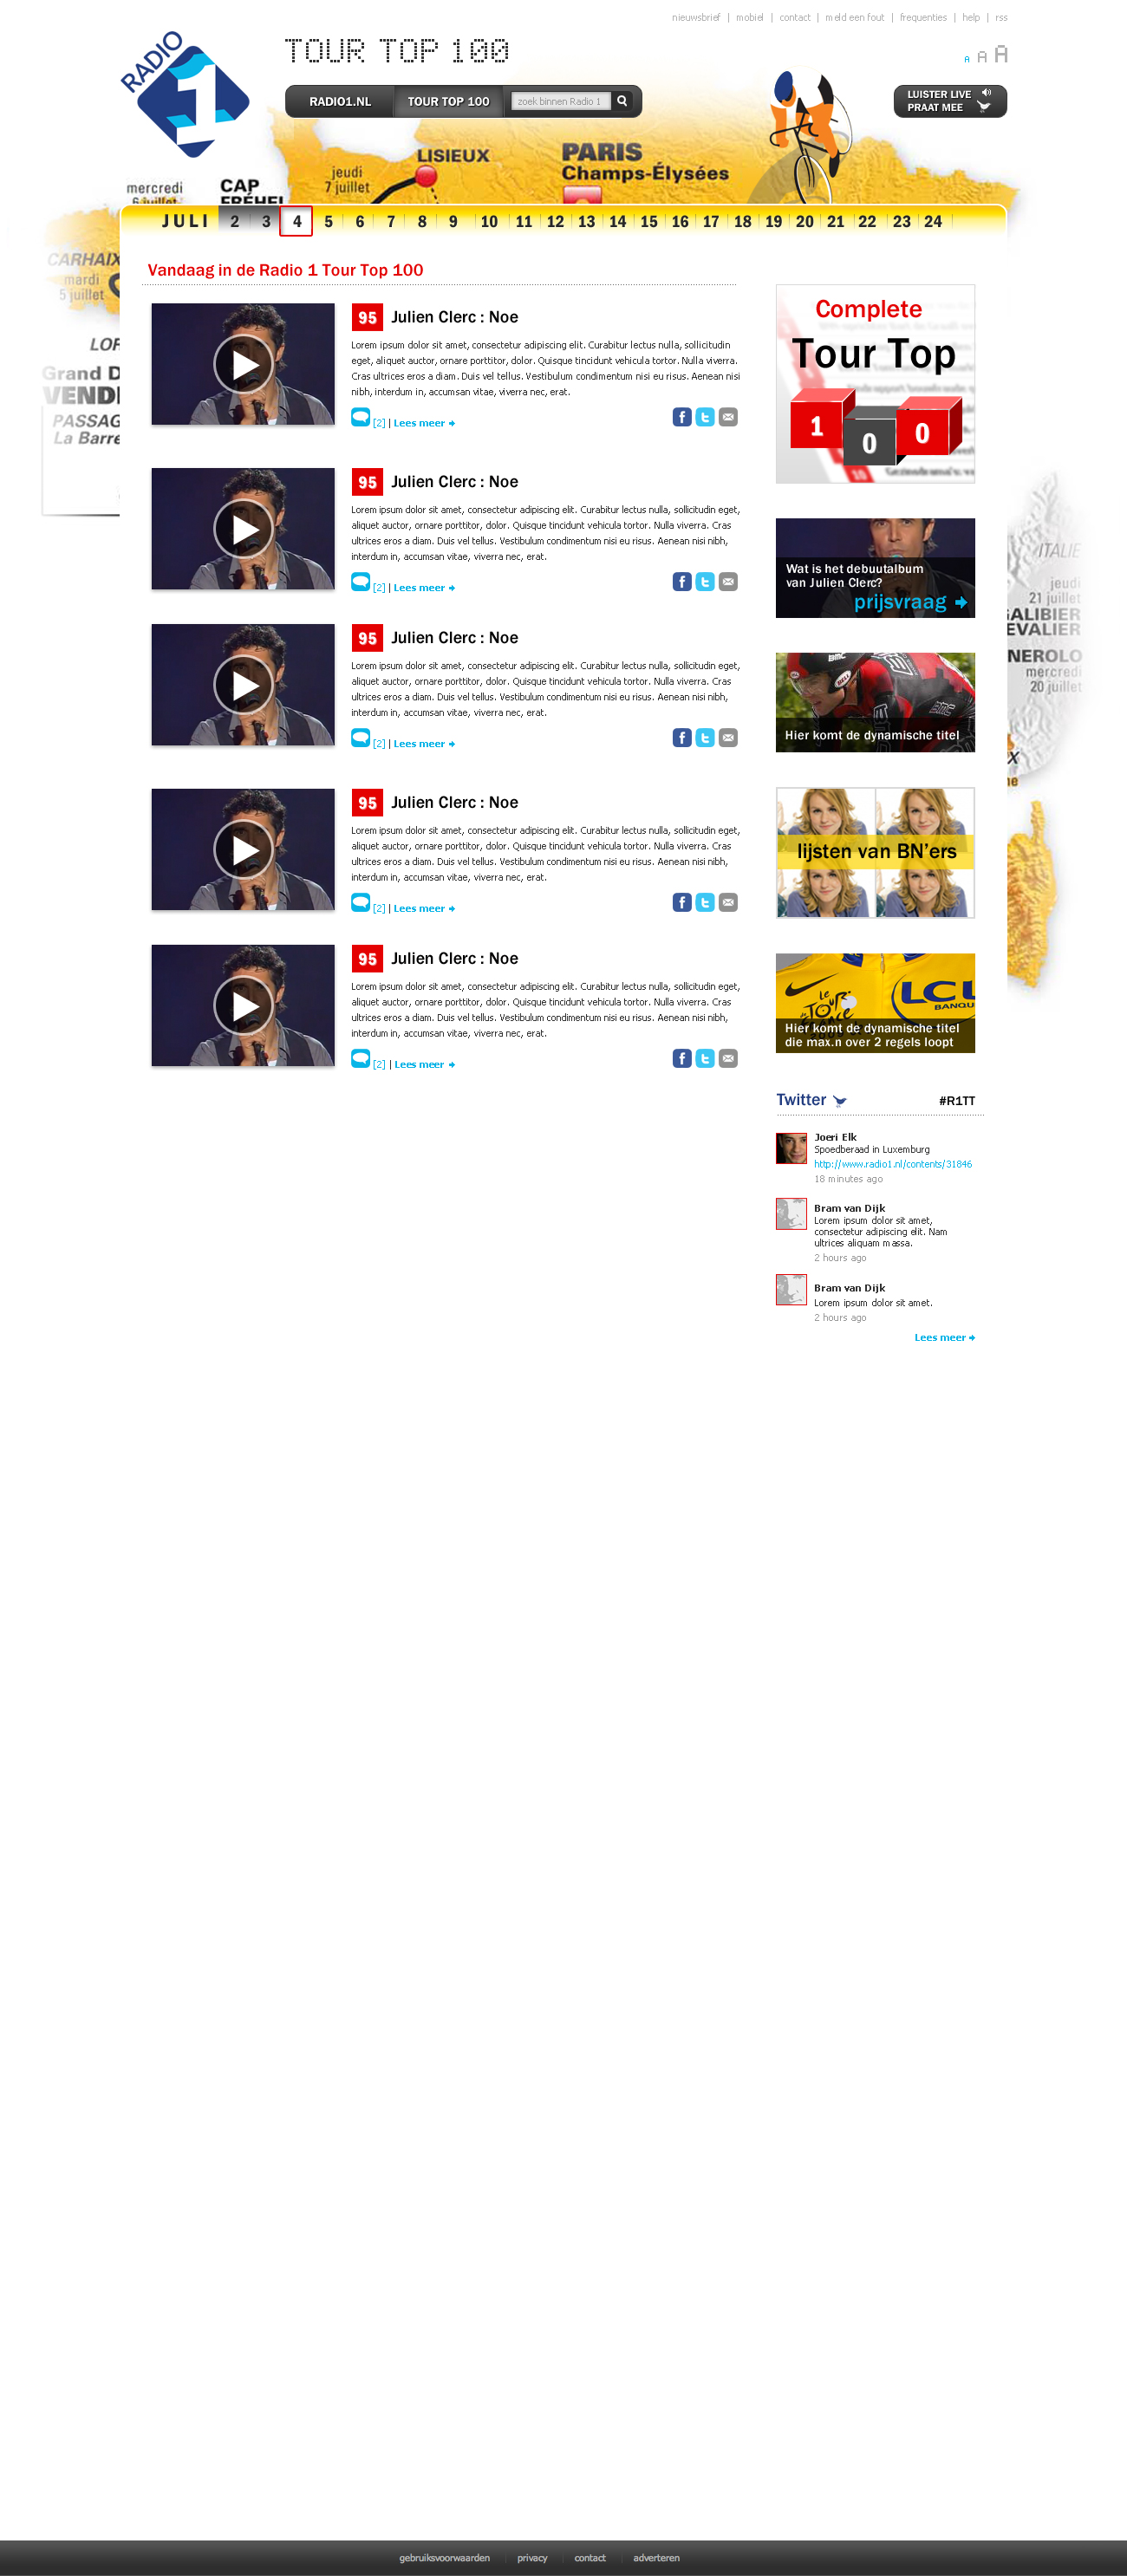 nieuwsbrief | mobiel | contact | meld een fout | frequenties | help | rss
RADIO 1
TOUR TOP 100
A A A
RADIO1.NL
TOUR TOP 100
zoek binnen Radio 1
LUISTER LIVE
PRAAT MEE
mercredi
6 juillet
CAP
FRÉHEL
jeudi
7 juillet
LISIEUX
PARIS
Champs-Élysées
JULI 2 3 4 5 6 7 8 9 10 11 12 13 14 15 16 17 18 19 20 21 22 23 24
CARHAIX
mardi
5 juillet
Grand D
VENDI
PASSAG
La Barre
Vandaag in de Radio 1 Tour Top 100
95 Julien Clerc : Noe
Lorem ipsum dolor sit amet, consectetur adipiscing elit. Curabitur lectus nulla, sollicitudin
eget, aliquet auctor, ornare porttitor, dolor. Quisque tincidunt vehicula tortor. Nulla viverra.
Cras ultrices eros a diam. Duis vel tellus. Vestibulum condimentum nisi eu risus. Aenean nisi
nibh, interdum in, accumsan vitae, viverra nec, erat.
[2] | Lees meer
95 Julien Clerc : Noe
Lorem ipsum dolor sit amet, consectetur adipiscing elit. Curabitur lectus nulla, sollicitudin eget,
aliquet auctor, ornare porttitor, dolor. Quisque tincidunt vehicula tortor. Nulla viverra. Cras
ultrices eros a diam. Duis vel tellus. Vestibulum condimentum nisi eu risus. Aenean nisi nibh,
interdum in, accumsan vitae, viverra nec, erat.
[2] | Lees meer
95 Julien Clerc : Noe
Lorem ipsum dolor sit amet, consectetur adipiscing elit. Curabitur lectus nulla, sollicitudin eget,
aliquet auctor, ornare porttitor, dolor. Quisque tincidunt vehicula tortor. Nulla viverra. Cras
ultrices eros a diam. Duis vel tellus. Vestibulum condimentum nisi eu risus. Aenean nisi nibh,
interdum in, accumsan vitae, viverra nec, erat.
[2] | Lees meer
95 Julien Clerc : Noe
Lorem ipsum dolor sit amet, consectetur adipiscing elit. Curabitur lectus nulla, sollicitudin eget,
aliquet auctor, ornare porttitor, dolor. Quisque tincidunt vehicula tortor. Nulla viverra. Cras
ultrices eros a diam. Duis vel tellus. Vestibulum condimentum nisi eu risus. Aenean nisi nibh,
interdum in, accumsan vitae, viverra nec, erat.
[2] | Lees meer
95 Julien Clerc : Noe
Lorem ipsum dolor sit amet, consectetur adipiscing elit. Curabitur lectus nulla, sollicitudin eget,
aliquet auctor, ornare porttitor, dolor. Quisque tincidunt vehicula tortor. Nulla viverra. Cras
ultrices eros a diam. Duis vel tellus. Vestibulum condimentum nisi eu risus. Aenean nisi nibh,
interdum in, accumsan vitae, viverra nec, erat.
[2] | Lees meer
Complete
Tour Top
1 0 0
Wat is het debuutalbum
van Julien Clerc?
prijsvraag
BMC
BELL
Hier komt de dynamische titel
lijsten van BN'ers
LE TOUR DE FRANCE
LCL
BANQU
Hier komt de dynamische titel
die max.n over 2 regels loopt
ITALIE
jeudi
21 juillet
GALIBIER
EVALIER
NEROLO
mercredi
20 juillet
Twitter #R1TT
Joeri Elk
Spoedberaad in Luxemburg
http://www.radio1.nl/contents/31846
18 minutes ago
Bram van Dijk
Lorem ipsum dolor sit amet,
consectetur adipiscing elit. Nam
ultrices aliquam massa.
2 hours ago
Bram van Dijk
Lorem ipsum dolor sit amet.
2 hours ago
Lees meer
gebruiksvoorwaarden privacy contact adverteren